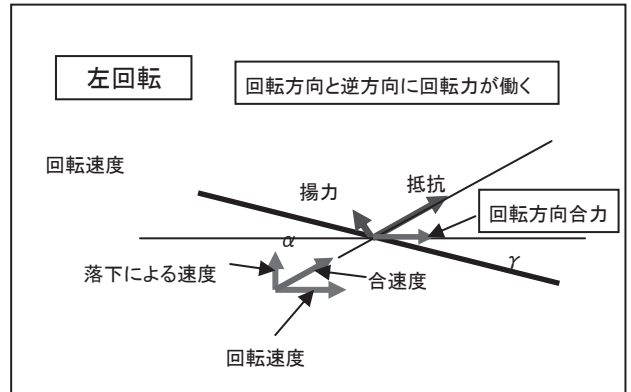 左回転
回転方向と逆方向に回転力が働く
回転速度
揚力
抵抗
回転方向合力
α
γ
落下による速度
合速度
回転速度